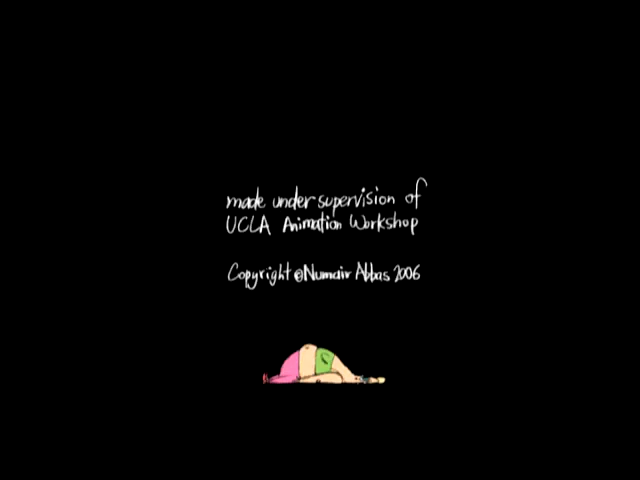 made under supervision of
UCLA Animation Workshop
Copyright © Numair Abbas 2006